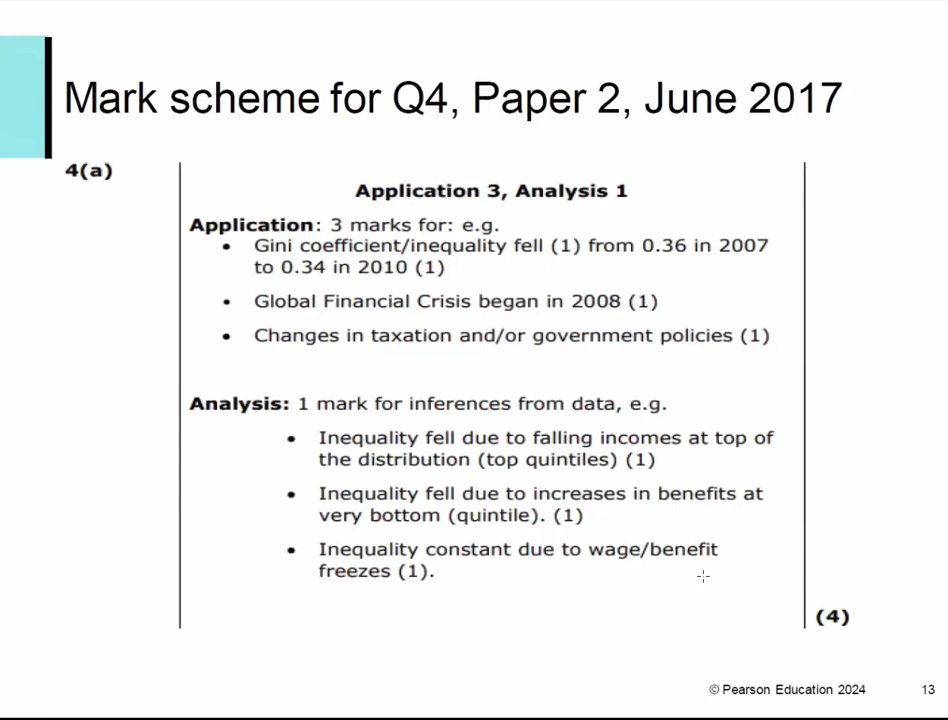 Mark scheme for Q4, Paper 2, June 2017
4(a)
Application 3, Analysis 1
Application: 3 marks for: e.g.
• Gini coefficient/inequality fell (1) from 0.36 in 2007
to 0.34 in 2010 (1)
• Global Financial Crisis began in 2008 (1)
• Changes in taxation and/or government policies (1)
Analysis: 1 mark for inferences from data, e.g.
• Inequality fell due to falling incomes at top of
the distribution (top quintiles) (1)
• Inequality fell due to increases in benefits at
very bottom (quintile). (1)
• Inequality constant due to wage/benefit
freezes (1).
(4)
© Pearson Education 2024
13